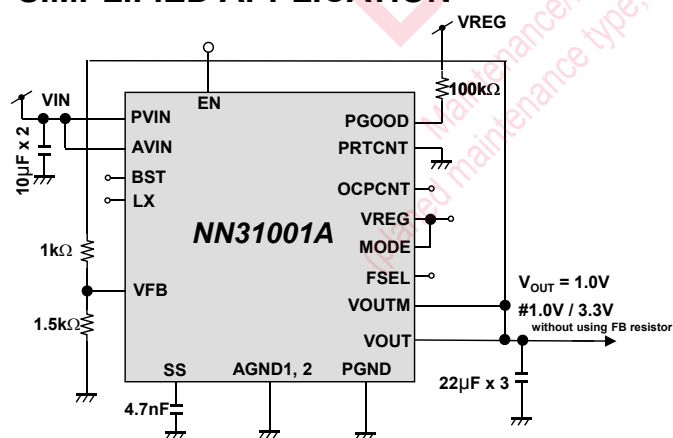 SIMPLIFIED APPLICATION
VREG
100kΩ
VIN
EN
PVIN
AVIN
BST
LX
10µF x 2
PGOOD
PRTCNT
OCPCNT
VREG
MODE
FSEL
VOUTM
VOUT
NN31001A
1kΩ
VFB
1.5kΩ
VOUT = 1.0V
#1.0V / 3.3V
without using FB resistor
SS
AGND1, 2
PGND
4.7nF
22µF x 3
maintenance type,